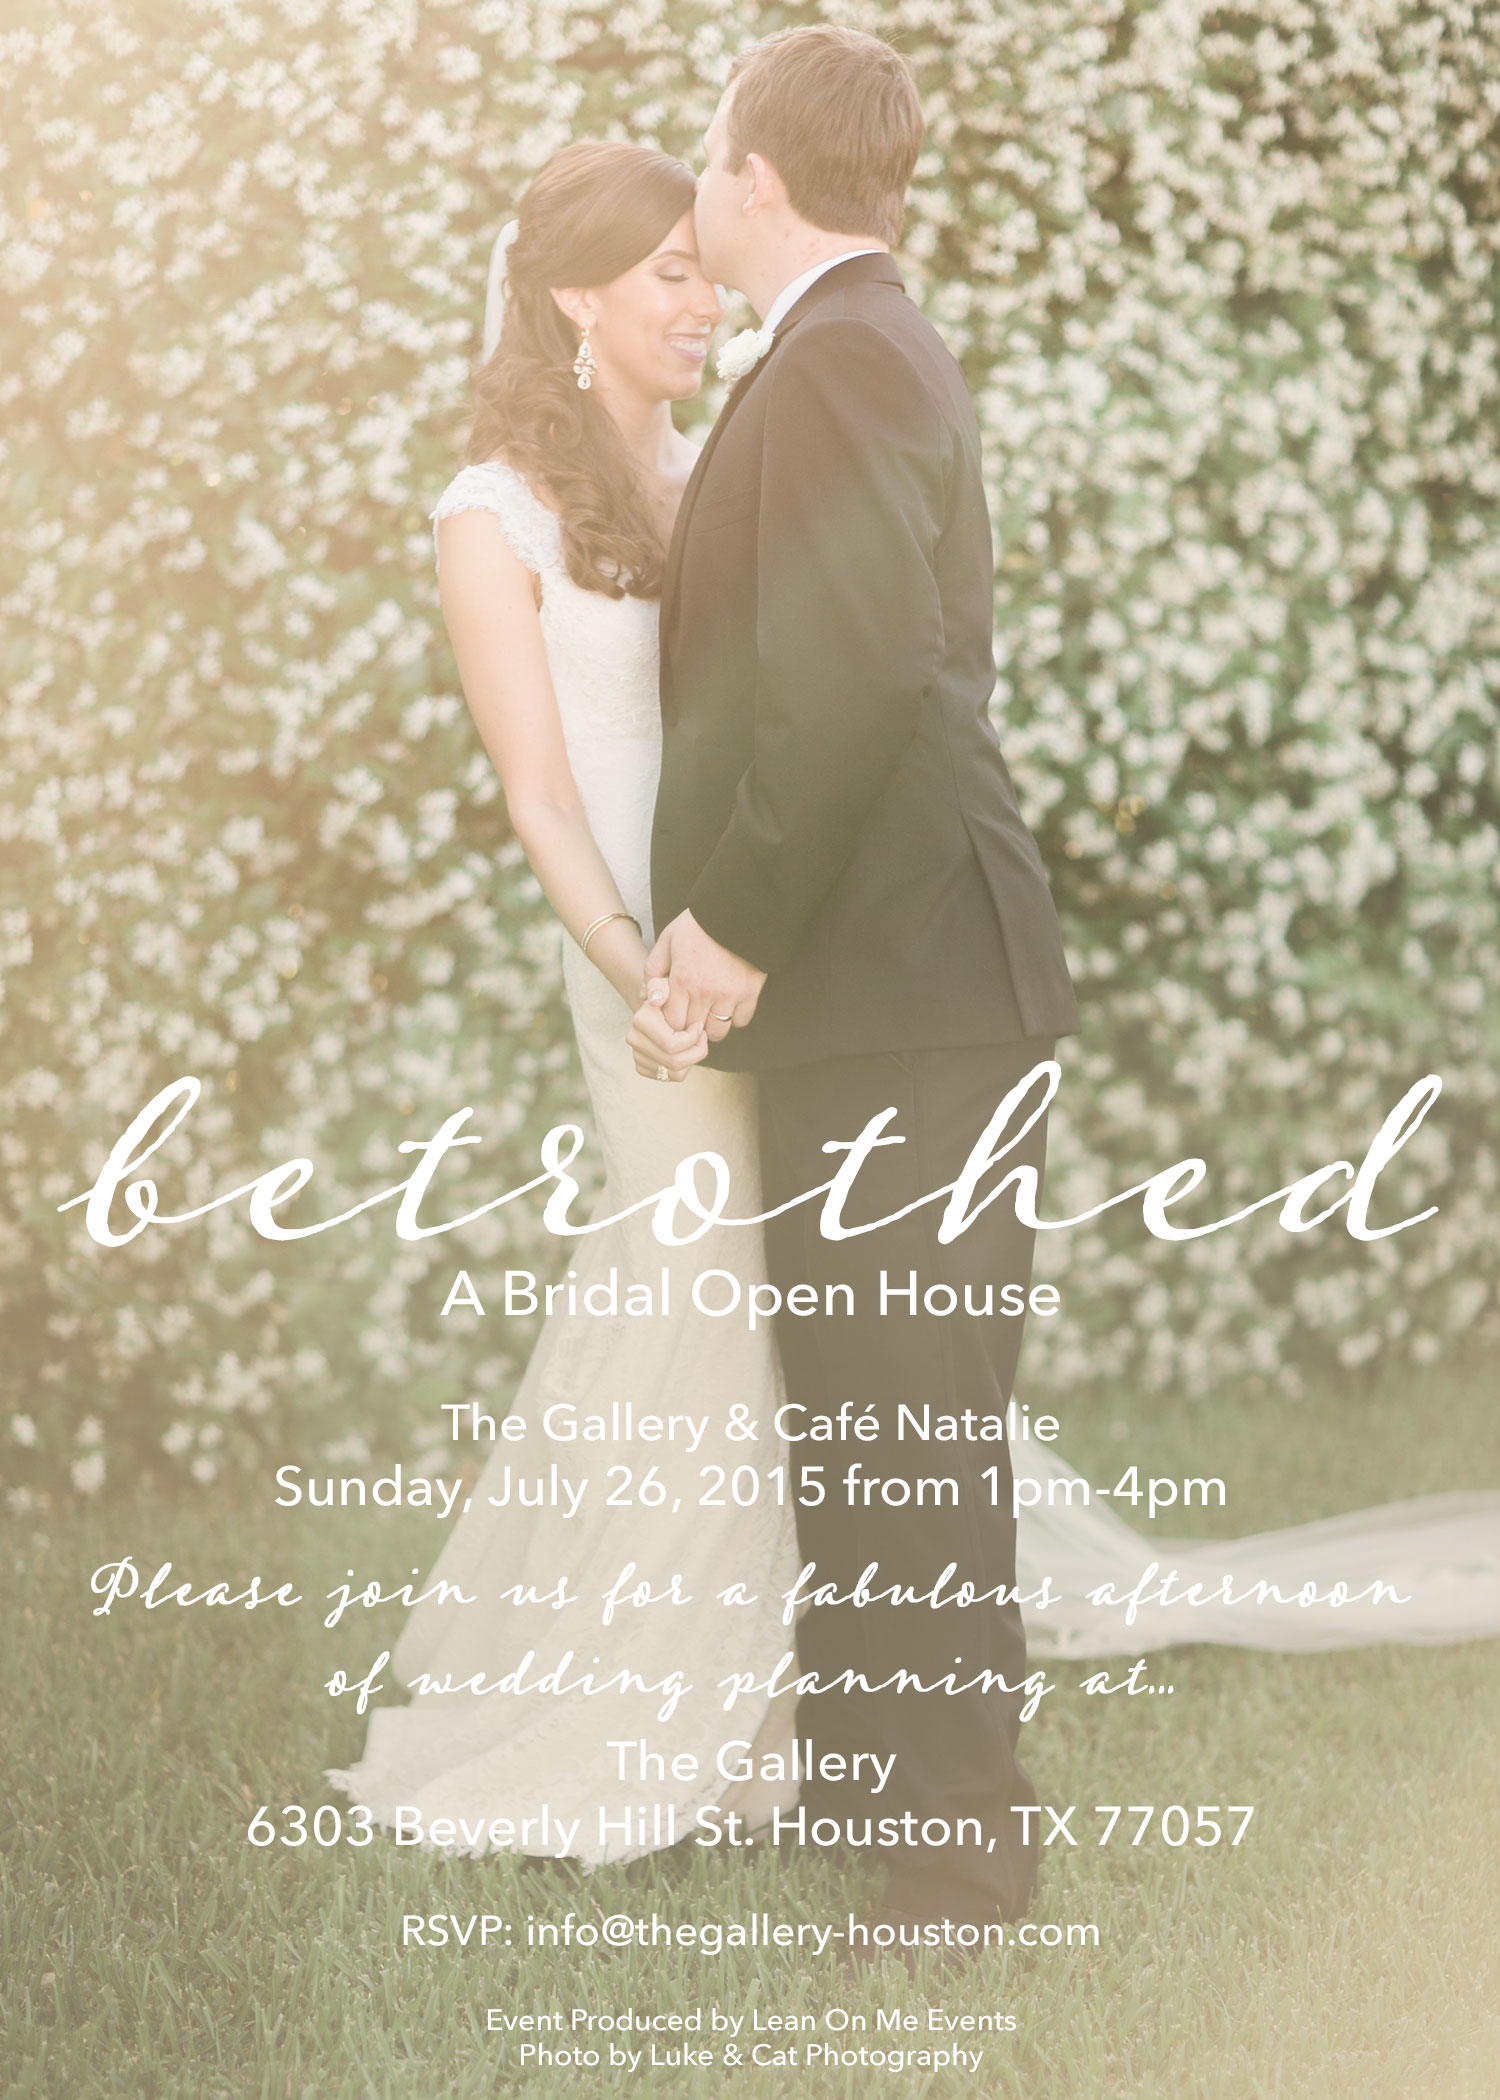 betrothed
A Bridal Open House
The Gallery & Café Natalie
Sunday, July 26, 2015 from 1pm-4pm
Please join us for a fabulous afternoon
of wedding planning at...
The Gallery
6303 Beverly Hill St. Houston, TX 77057
RSVP: info@thegallery-houston.com
Event Produced by Lean On Me Events
Photo by Luke & Cat Photography